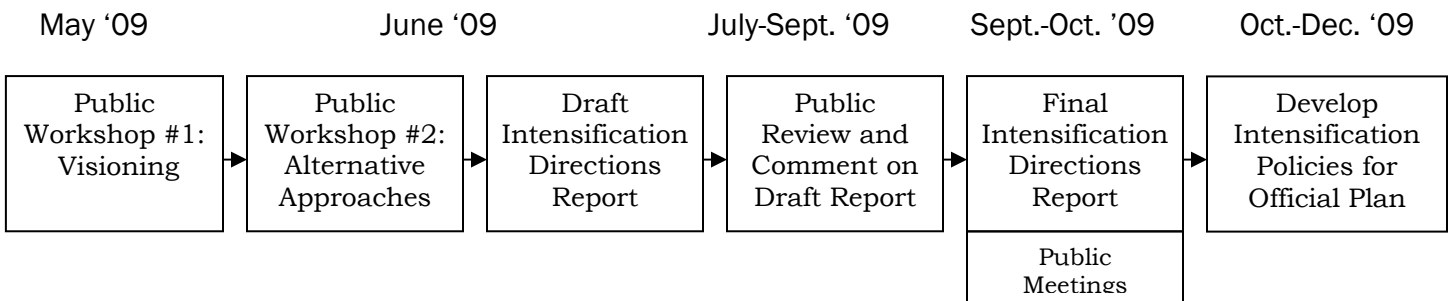 May ‘09
June ‘09
July-Sept. ‘09
Sept.-Oct. ’09
Oct.-Dec. ‘09
Public
Workshop #1:
Visioning
Public
Workshop #2:
Alternative
Approaches
Draft
Intensification
Directions
Report
Public
Review and
Comment on
Draft Report
Final
Intensification
Directions
Report
Public
Meetings
Develop
Intensification
Policies for
Official Plan